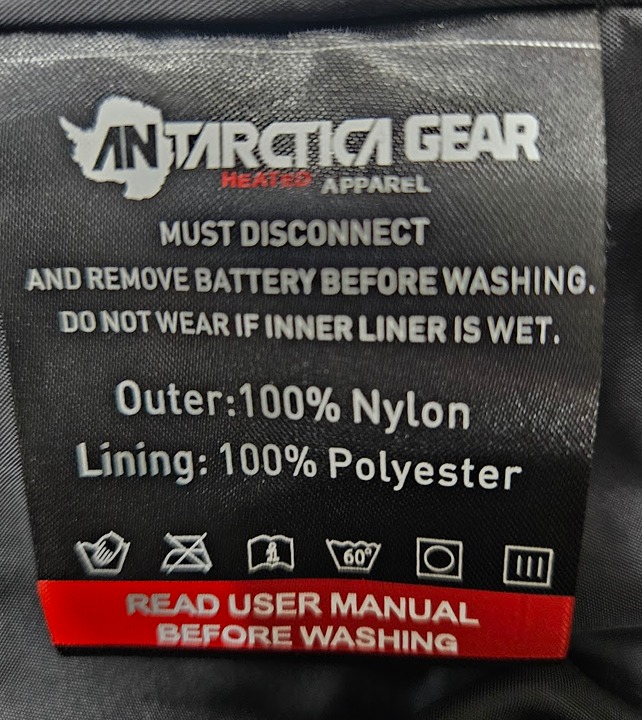 ANTARCTICA GEAR
HEATED APPAREL
MUST DISCONNECT
AND REMOVE BATTERY BEFORE WASHING.
DO NOT WEAR IF INNER LINER IS WET.
Outer:100% Nylon
Lining: 100% Polyester
60°
READ USER MANUAL
BEFORE WASHING